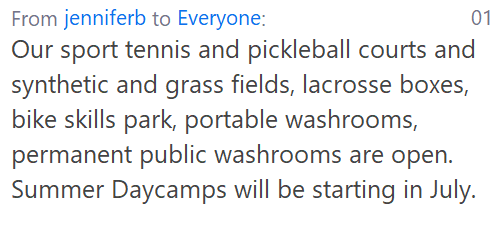 From jenniferb to Everyone: 01
Our sport tennis and pickleball courts and
synthetic and grass fields, lacrosse boxes,
bike skills park, portable washrooms,
permanent public washrooms are open.
Summer Daycamps will be starting in July.